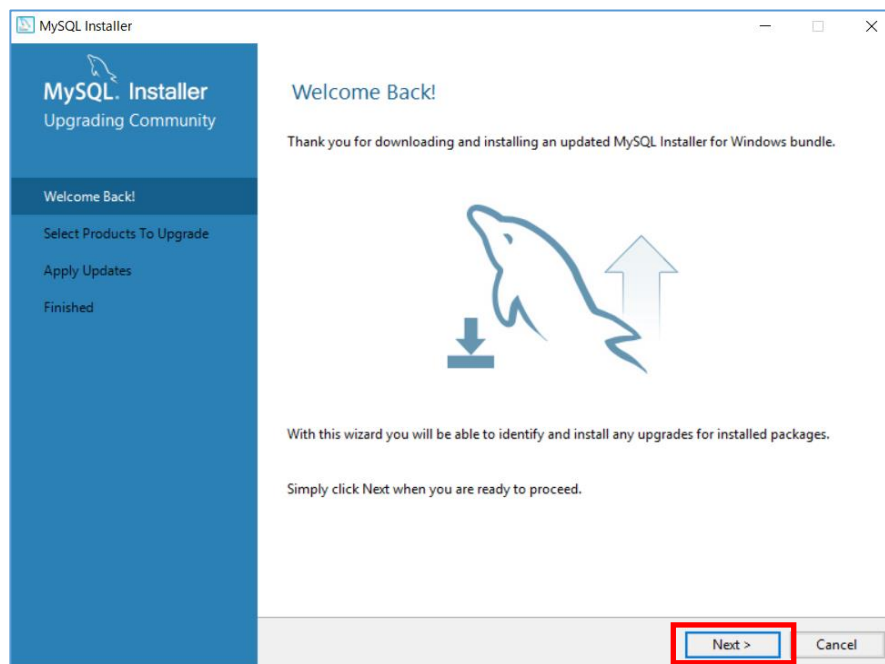 MySQL Installer
MySQL. Installer
Upgrading Community
Welcome Back!
Select Products To Upgrade
Apply Updates
Finished
Welcome Back!
Thank you for downloading and installing an updated MySQL Installer for Windows bundle.
With this wizard you will be able to identify and install any upgrades for installed packages.
Simply click Next when you are ready to proceed.
Next >
Cancel